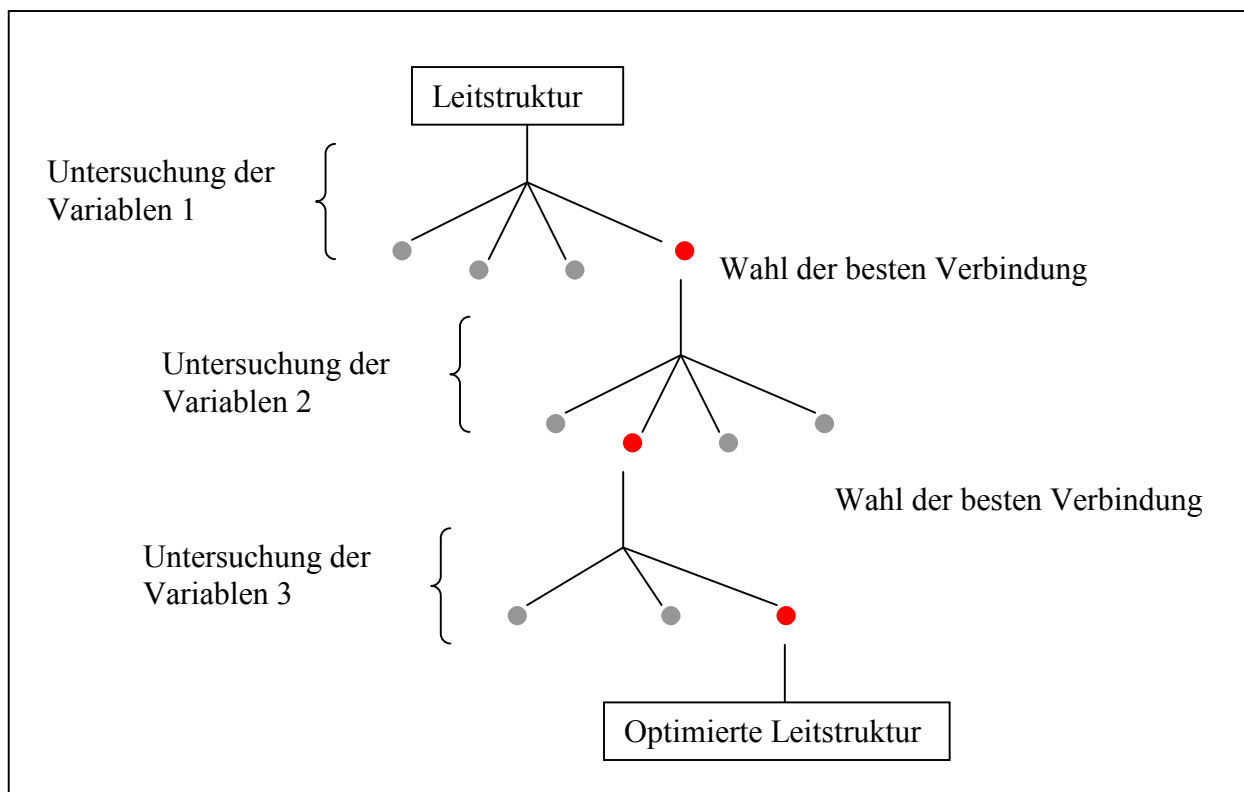 Leitstruktur
Untersuchung der
Variablen 1
Wahl der besten Verbindung
Untersuchung der
Variablen 2
Wahl der besten Verbindung
Untersuchung der
Variablen 3
Optimierte Leitstruktur